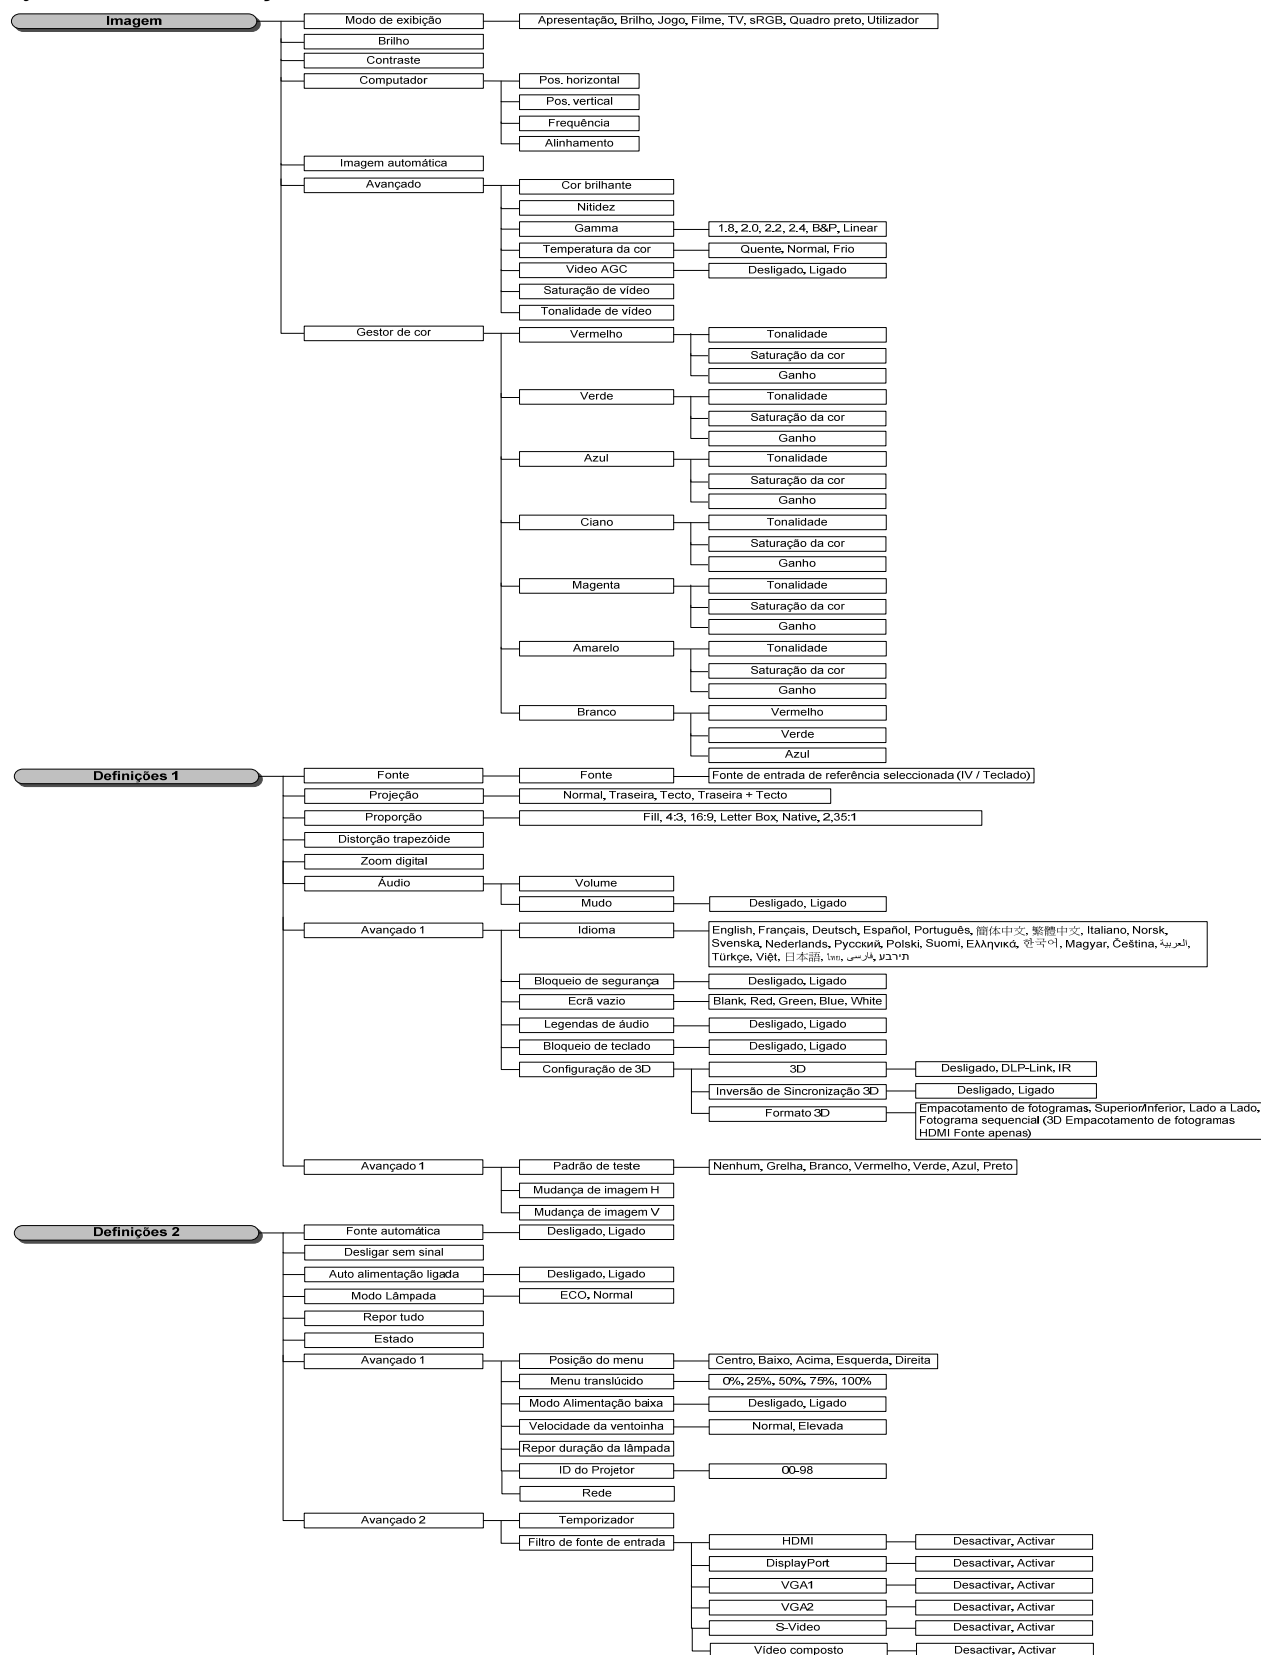 Imagem
Modo de exibição
Apresentação, Brilho, Jogo, Filme, TV, sRGB, Quadro preto, Utilizador
Brilho
Contraste
Computador
Pos. horizontal
Pos. vertical
Frequência
Alinhamento
Imagem automática
Avançado
Cor brilhante
Nitidez
Gamma
1.8, 2.0, 2.2, 2.4, B&P, Linear
Temperatura da cor
Quente, Normal, Frio
Video AGC
Desligado, Ligado
Saturação de vídeo
Tonalidade de vídeo
Gestor de cor
Vermelho
Tonalidade
Saturação da cor
Ganho
Verde
Tonalidade
Saturação da cor
Ganho
Azul
Tonalidade
Saturação da cor
Ganho
Ciano
Tonalidade
Saturação da cor
Ganho
Magenta
Tonalidade
Saturação da cor
Ganho
Amarelo
Tonalidade
Saturação da cor
Ganho
Branco
Vermelho
Verde
Azul
Definições 1
Fonte
Fonte
Fonte de entrada de referência seleccionada (IV / Teclado)
Projeção
Normal, Traseira, Tecto, Traseira + Tecto
Proporção
Fill, 4:3, 16:9, Letter Box, Native, 2,35:1
Distorção trapezóide
Zoom digital
Áudio
Volume
Mudo
Desligado, Ligado
Avançado 1
Idioma
English, Français, Deutsch, Español, Português, 簡体中文, 繁體中文, Italiano, Norsk,
Svenska, Nederlands, Русский, Polski, Suomi, Ελληνικά, 한국어, Magyar, Čeština, العربية,
Türkçe, Việt, 日本語, ไทย, فارسی, תירבע
Bloqueio de segurança
Desligado, Ligado
Ecrã vazio
Blank, Red, Green, Blue, White
Legendas de áudio
Desligado, Ligado
Bloqueio de teclado
Desligado, Ligado
Configuração de 3D
3D
Desligado, DLP-Link, IR
Inversão de Sincronização 3D
Desligado, Ligado
Formato 3D
Empacotamento de fotogramas, Superior/Inferior, Lado a Lado,
Fotograma sequencial (3D Empacotamento de fotogramas
HDMI Fonte apenas)
Avançado 1
Padrão de teste
Nenhum, Grelha, Branco, Vermelho, Verde, Azul, Preto
Mudança de imagem H
Mudança de imagem V
Definições 2
Fonte automática
Desligado, Ligado
Desligar sem sinal
Auto alimentação ligada
Desligado, Ligado
Modo Lâmpada
ECO, Normal
Repor tudo
Estado
Avançado 1
Posição do menu
Centro, Baixo, Acima, Esquerda, Direita
Menu translúcido
0%, 25%, 50%, 75%, 100%
Modo Alimentação baixa
Desligado, Ligado
Velocidade da ventoinha
Normal, Elevada
Repor duração da lâmpada
ID do Projetor
00-98
Rede
Avançado 2
Temporizador
Filtro de fonte de entrada
HDMI
Desactivar, Activar
DisplayPort
Desactivar, Activar
VGA1
Desactivar, Activar
VGA2
Desactivar, Activar
S-Video
Desactivar, Activar
Vídeo composto
Desactivar, Activar